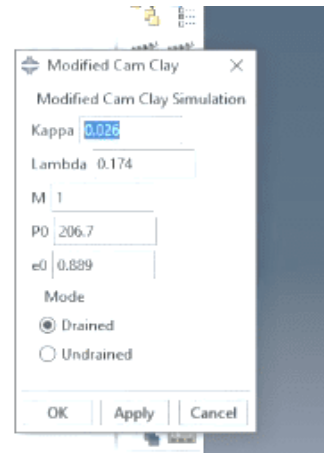 Modified Cam Clay
Modified Cam Clay Simulation
Kappa 0.026
Lambda 0.174
M 1
P0 206.7
e0 0.889
Mode
Drained
Undrained
OK Apply Cancel